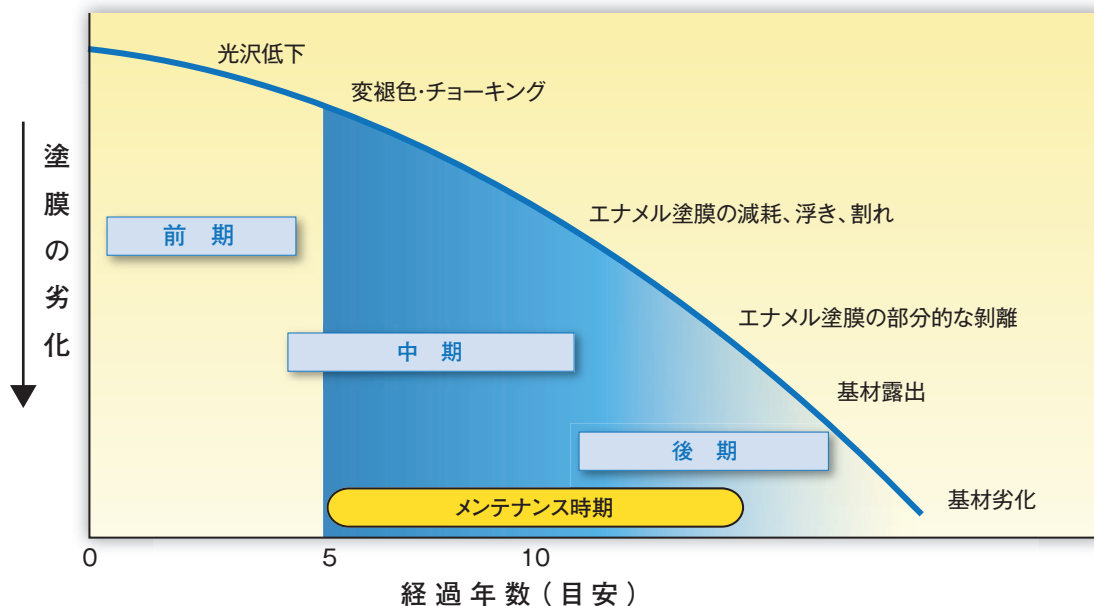 光沢低下
変褪色・チョーキング
塗膜の劣化
エナメル塗膜の減耗、浮き、割れ
前 期
エナメル塗膜の部分的な剝離
中 期
基材露出
後 期
基材劣化
メンテナンス時期
0 5 10
経過年数(目安)